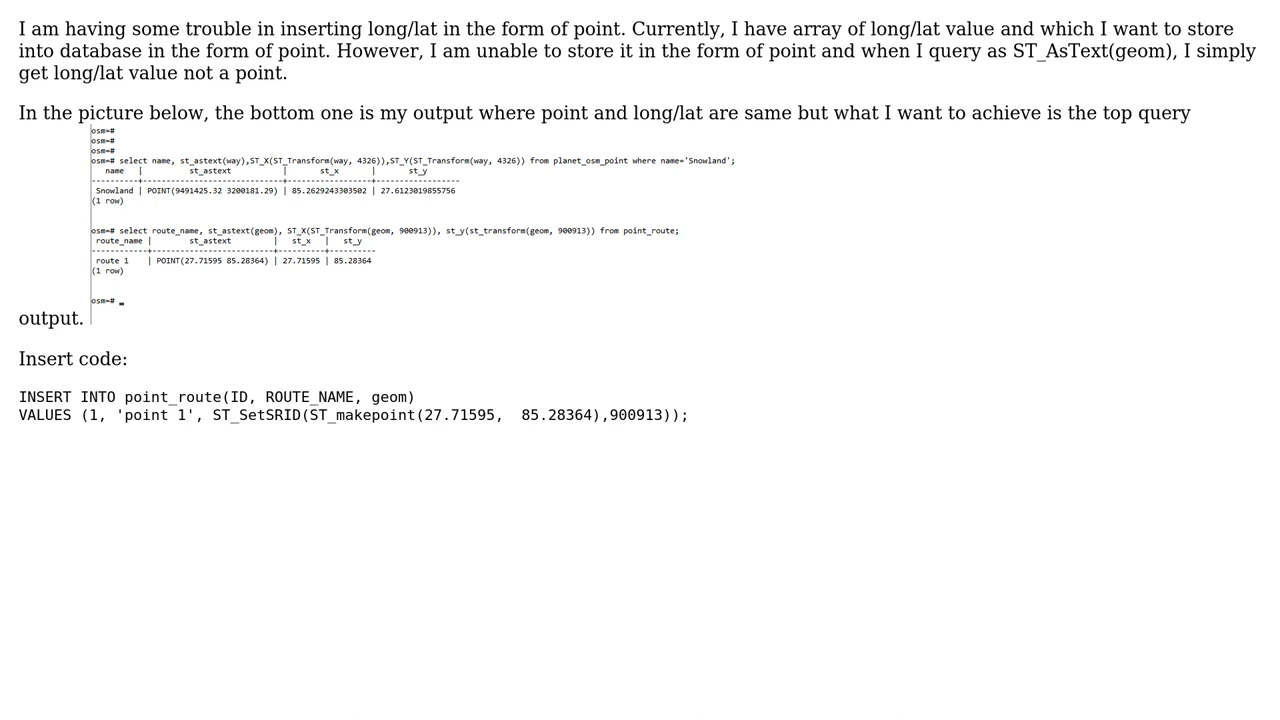 I am having some trouble in inserting long/lat in the form of point. Currently, I have array of long/lat value and which I want to store
into database in the form of point. However, I am unable to store it in the form of point and when I query as ST_AsText(geom), I simply
get long/lat value not a point.
In the picture below, the bottom one is my output where point and long/lat are same but what I want to achieve is the top query
osm=#
osm=#
osm=#
osm=# select name, st_astext(way),ST_X(ST_Transform(way, 4326)),ST_Y(ST_Transform(way, 4326)) from planet_osm_point where name='Snowland';
name | st_astext | st_x | st_y
----------+------------------------------+------------------+------------------
Snowland | POINT(9491425.32 3200181.29) | 85.2629243303502 | 27.6123019855756
(1 row)
osm=# select route_name, st_astext(geom), ST_X(ST_Transform(geom, 900913)), st_y(st_transform(geom, 900913)) from point_route;
route_name | st_astext | st_x | st_y
------------+--------------------------+----------+----------
route 1 | POINT(27.71595 85.28364) | 27.71595 | 85.28364
(1 row)
osm=# _
output.
Insert code:
INSERT INTO point_route(ID, ROUTE_NAME, geom)
VALUES (1, 'point 1', ST_SetSRID(ST_makepoint(27.71595,  85.28364),900913));